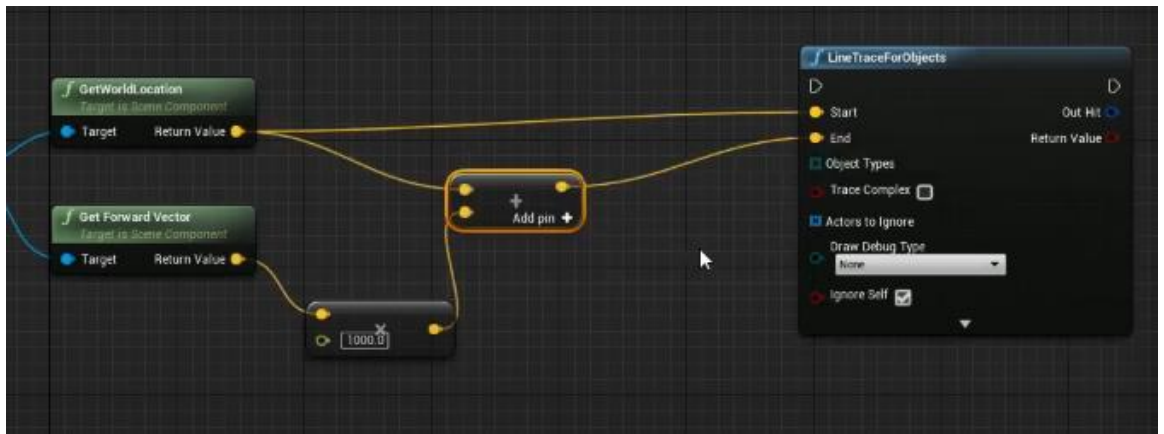 GetWorldLocation
Target is Scene Component
Target Return Value
Get Forward Vector
Target is Scene Component
Target Return Value
+
Add pin +
×
1000.0
LineTraceForObjects
Start Out Hit
End Return Value
Object Types
Trace Complex
Actors to Ignore
Draw Debug Type
None
Ignore Self